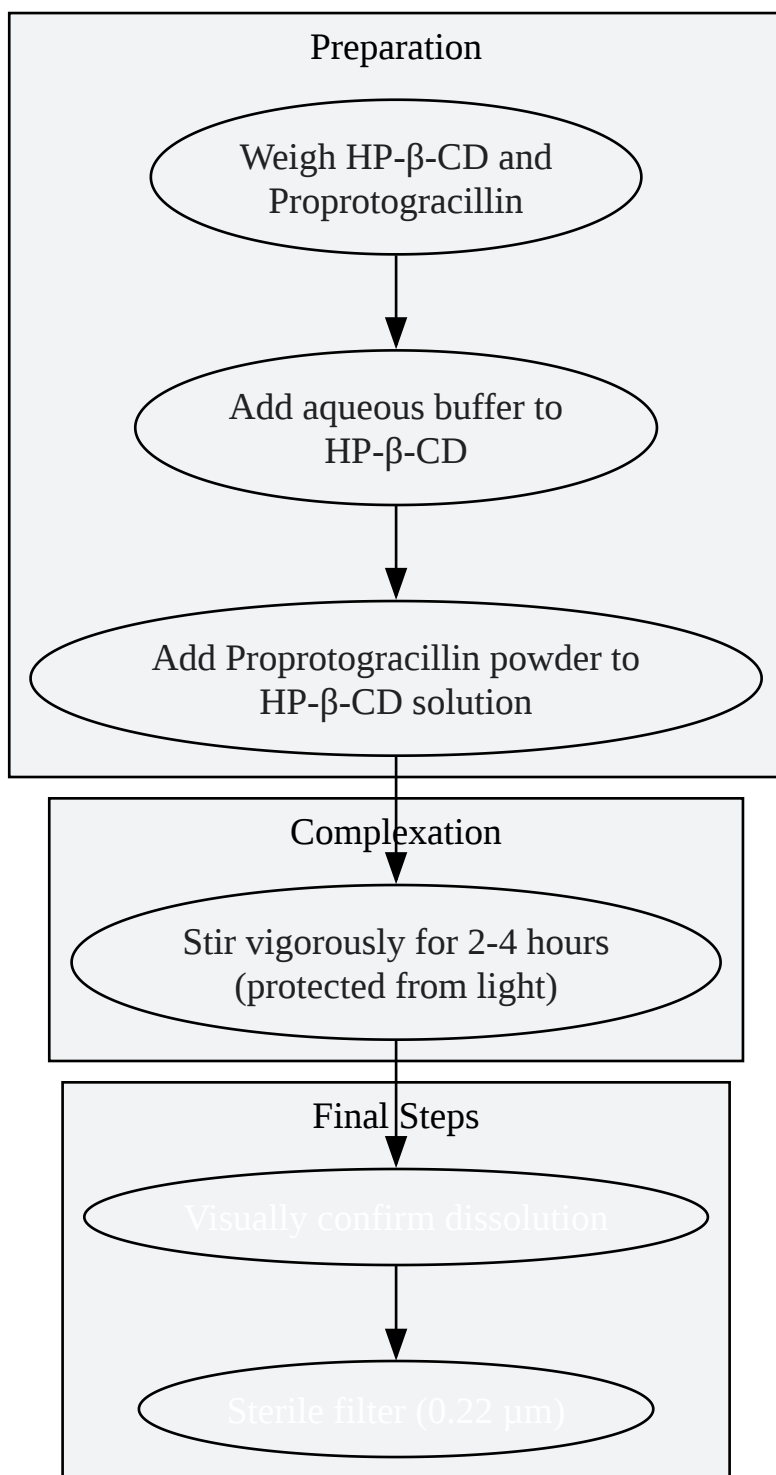 Preparation
Weigh HP-β-CD and
Proprotogracillin
Add aqueous buffer to
HP-β-CD
Add Proprotogracillin powder to
HP-β-CD solution
Complexation
Stir vigorously for 2-4 hours
(protected from light)
Final Steps
Visually confirm dissolution
Sterile filter (0.22 µm)